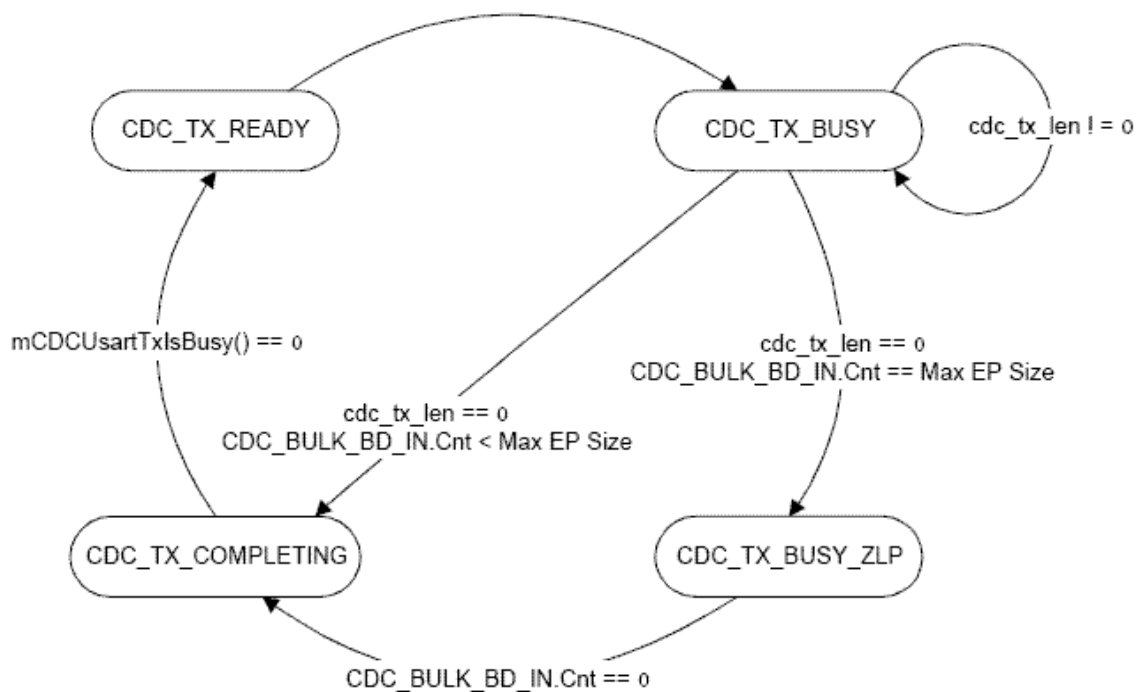 CDC_TX_READY
CDC_TX_BUSY
cdc_tx_len ! = 0
mCDCUsartTxIsBusy() == 0
cdc_tx_len == 0
CDC_BULK_BD_IN.Cnt == Max EP Size
cdc_tx_len == 0
CDC_BULK_BD_IN.Cnt < Max EP Size
CDC_TX_COMPLETING
CDC_TX_BUSY_ZLP
CDC_BULK_BD_IN.Cnt == 0